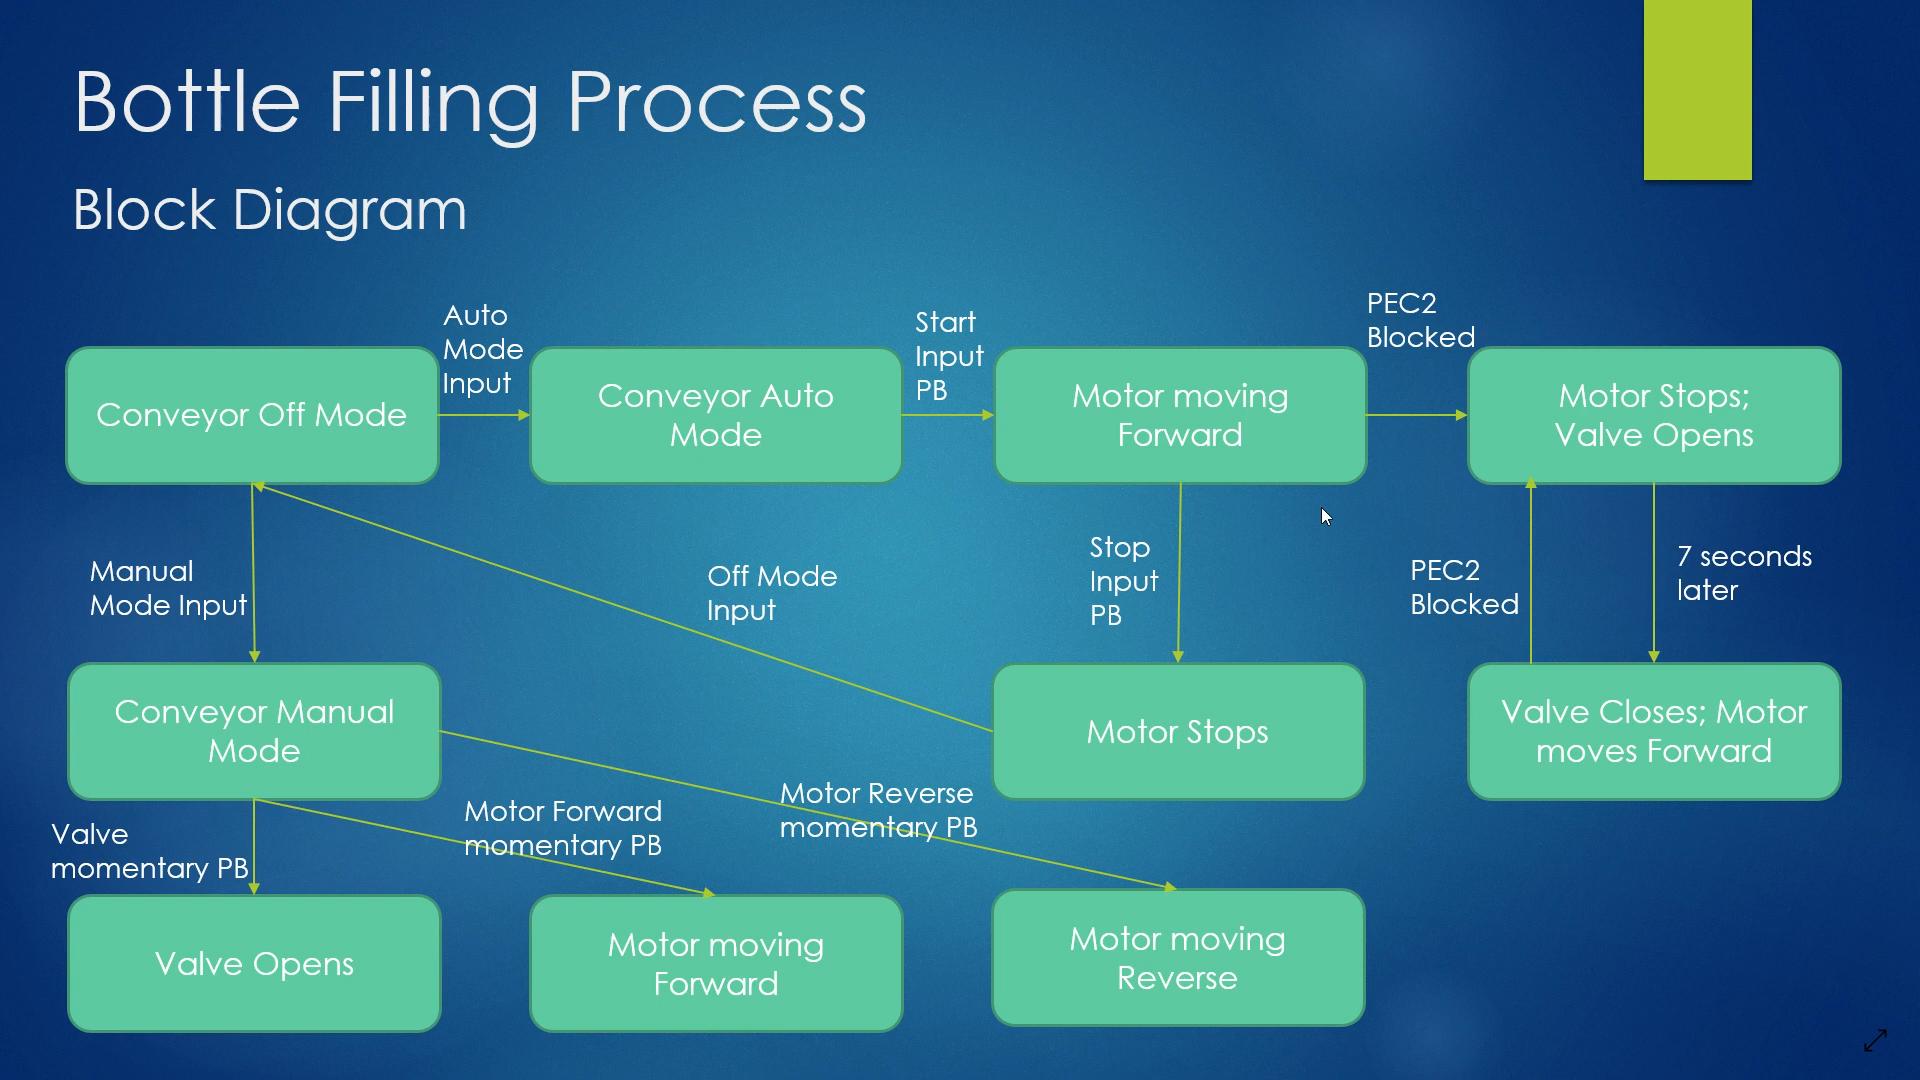 Bottle Filling Process
Block Diagram
Auto
Mode
Input
Start
Input
PB
PEC2
Blocked
Conveyor Off Mode
Conveyor Auto
Mode
Motor moving
Forward
Motor Stops;
Valve Opens
Manual
Mode Input
Off Mode
Input
Stop
Input
PB
PEC2
Blocked
7 seconds
later
Conveyor Manual
Mode
Motor Stops
Valve Closes; Motor
moves Forward
Valve
momentary PB
Motor Forward
momentary PB
Motor Reverse
momentary PB
Valve Opens
Motor moving
Forward
Motor moving
Reverse